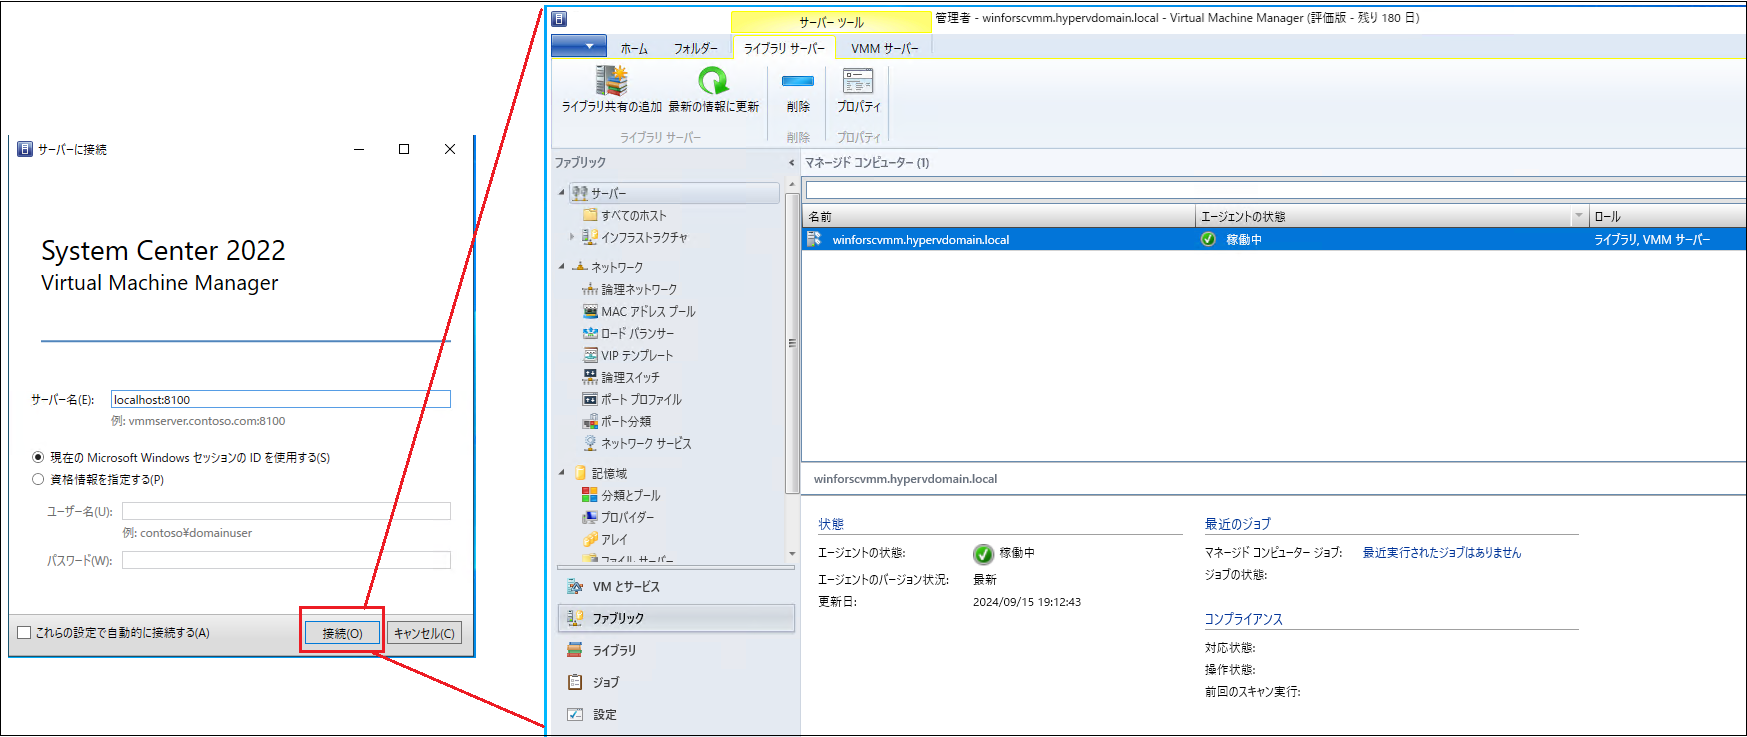 サーバーに接続
System Center 2022
Virtual Machine Manager
サーバー名(E):
localhost:8100
例: vmmserver.contoso.com:8100
現在の Microsoft Windows セッションの ID を使用する(S)
資格情報を指定する(P)
ユーザー名(U):
例: contoso¥domainuser
パスワード(W):
これらの設定で自動的に接続する(A)
接続(O)
キャンセル(C)
サーバー ツール
管理者 - winforscvmm.hypervdomain.local - Virtual Machine Manager (評価版 - 残り 180 日)
ホーム
フォルダー
ライブラリ サーバー
VMM サーバー
ライブラリ共有の追加
最新の情報に更新
削除
プロパティ
ライブラリ サーバー
削除
プロパティ
ファブリック
サーバー
すべてのホスト
インフラストラクチャ
ネットワーク
論理ネットワーク
MAC アドレス プール
ロード バランサー
VIP テンプレート
論理スイッチ
ポート プロファイル
ポート分類
ネットワーク サービス
記憶域
分類とプール
プロバイダー
アレイ
ファイル サーバー
VM とサービス
ファブリック
ライブラリ
ジョブ
設定
マネージド コンピューター (1)
名前
エージェントの状態
ロール
winforscvmm.hypervdomain.local
稼働中
ライブラリ, VMM サーバー
winforscvmm.hypervdomain.local
状態
エージェントの状態:
稼働中
エージェントのバージョン状況:
最新
更新日:
2024/09/15 19:12:43
最近のジョブ
マネージド コンピューター ジョブ:
最近実行されたジョブはありません
ジョブの状態:
コンプライアンス
対応状態:
操作状態:
前回のスキャン実行: